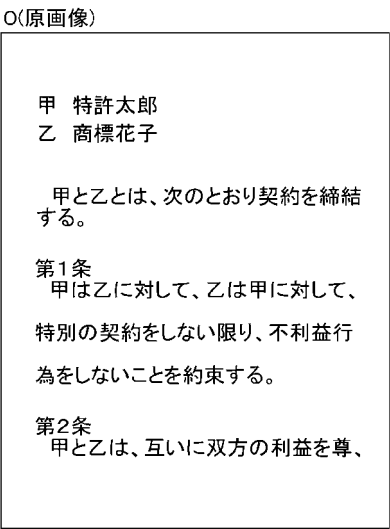 O(原画像)
甲　特許太郎
乙　商標花子
甲と乙とは、次のとおり契約を締結
する。
第1条
甲は乙に対して、乙は甲に対して、
特別の契約をしない限り、不利益行
為をしないことを約束する。
第2条
甲と乙は、互いに双方の利益を尊、